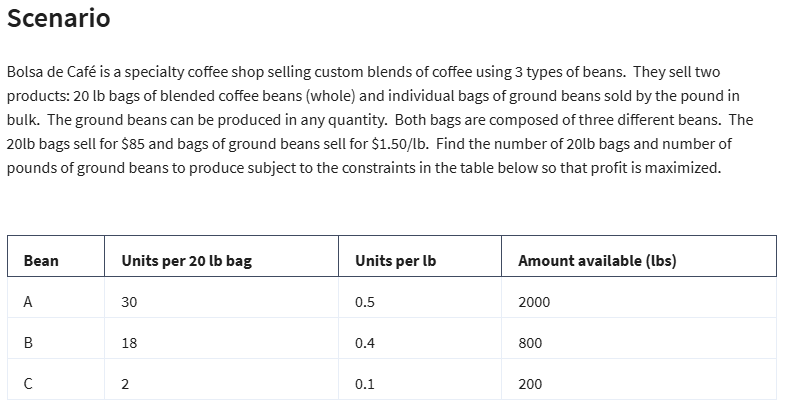 Scenario
Bolsa de Café is a specialty coffee shop selling custom blends of coffee using 3 types of beans.  They sell two
products: 20 lb bags of blended coffee beans (whole) and individual bags of ground beans sold by the pound in
bulk.  The ground beans can be produced in any quantity.  Both bags are composed of three different beans.  The
20lb bags sell for $85 and bags of ground beans sell for $1.50/lb.  Find the number of 20lb bags and number of
pounds of ground beans to produce subject to the constraints in the table below so that profit is maximized.
Bean Units per 20 lb bag Units per lb Amount available (lbs)
A 30 0.5 2000
B 18 0.4 800
C 2 0.1 200